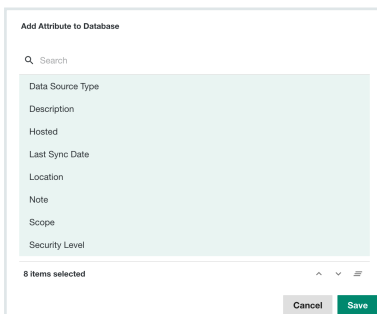 Add Attribute to Database
Search
Data Source Type
Description
Hosted
Last Sync Date
Location
Note
Scope
Security Level
8 items selected
Cancel Save